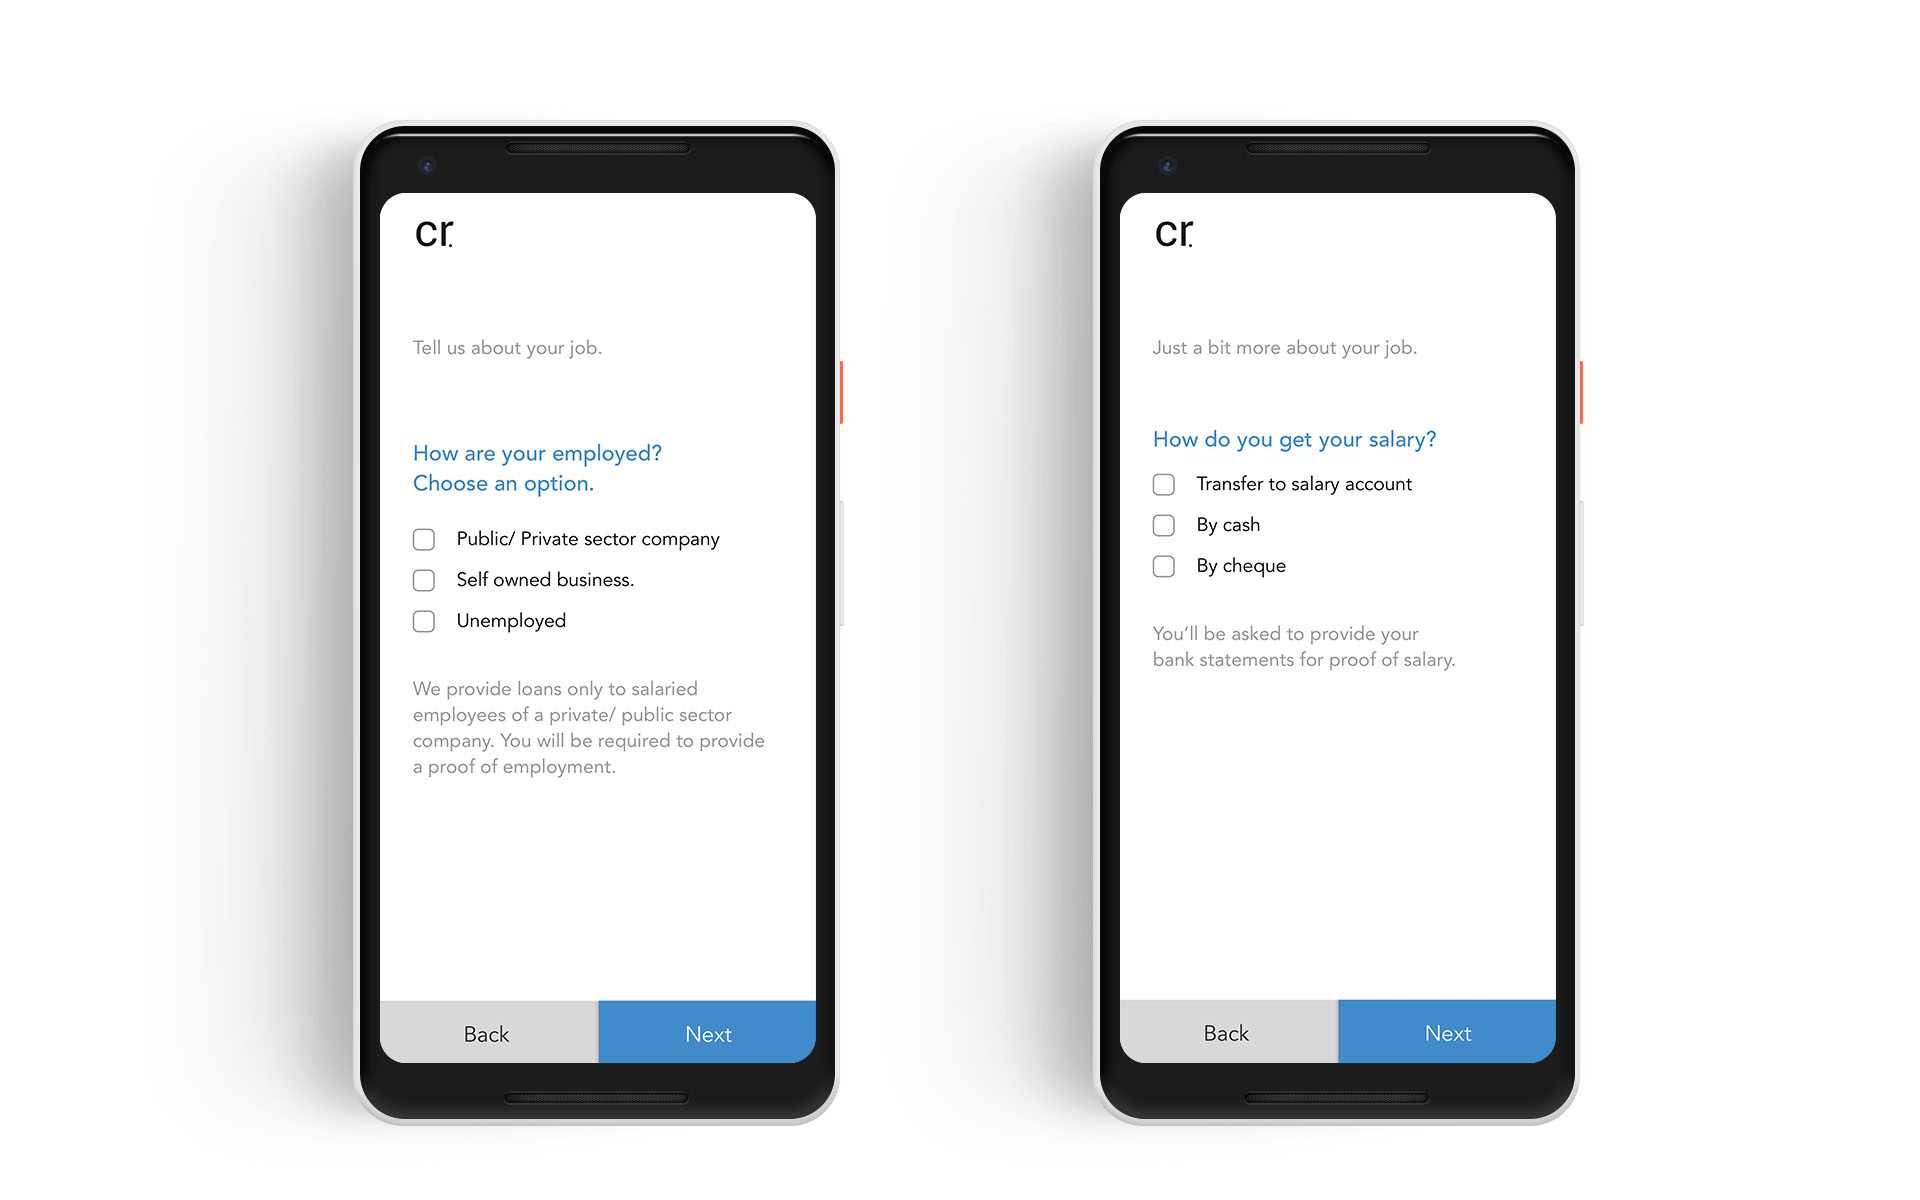 cr.
Tell us about your job.
How are your employed?
Choose an option.
Public/ Private sector company
Self owned business.
Unemployed
We provide loans only to salaried
employees of a private/ public sector
company. You will be required to provide
a proof of employment.
Back
Next
cr.
Just a bit more about your job.
How do you get your salary?
Transfer to salary account
By cash
By cheque
You’ll be asked to provide your
bank statements for proof of salary.
Back
Next